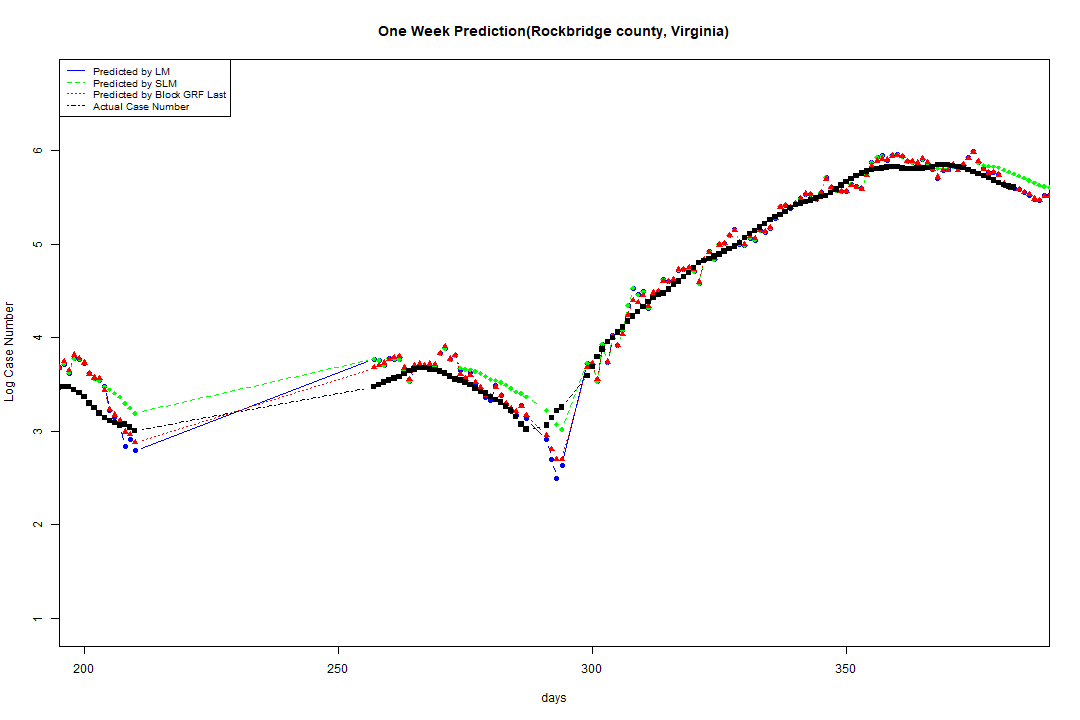 One Week Prediction(Rockbridge county, Virginia)
Predicted by LM
Predicted by SLM
Predicted by Block GRF Last
Actual Case Number
Log Case Number
6
5
4
3
2
1
200
250
300
350
days